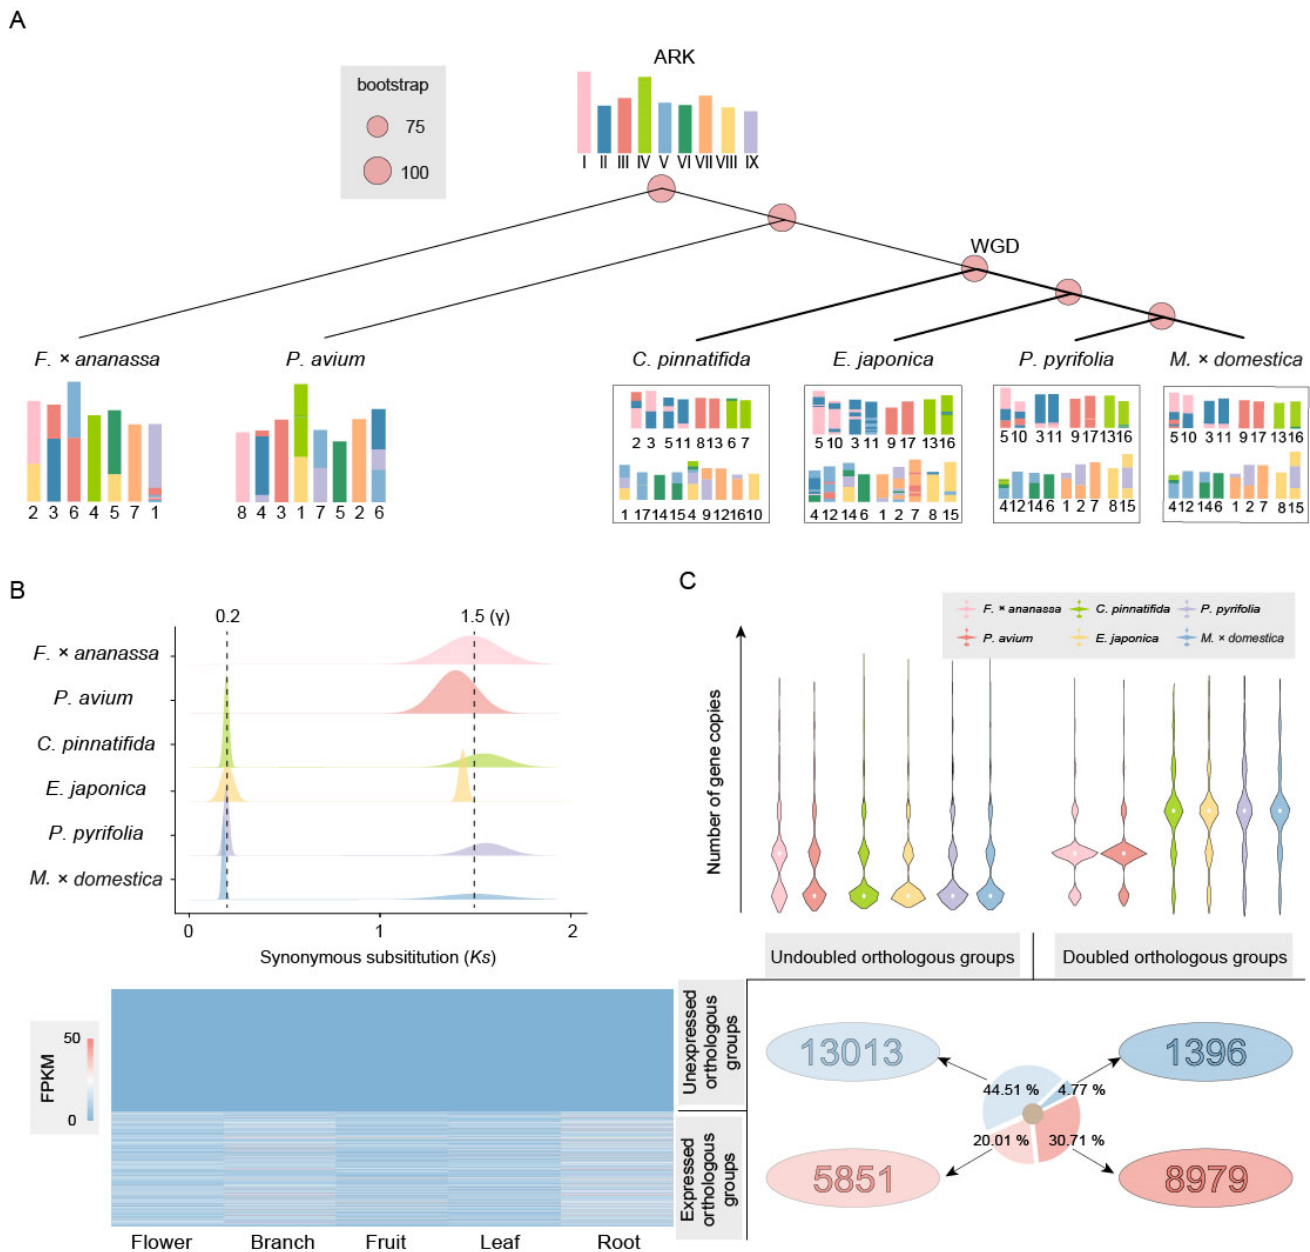 A
ARK
bootstrap
75
100
I II III IV V VI VII VIII IX
WGD
F. × ananassa
P. avium
C. pinnatifida
E. japonica
P. pyrifolia
M. × domestica
2 3 6 4 5 7 1
8 4 3 1 7 5 2 6
2 3 5 11 8 13 6 7
1 17 14 15 4 9 12 16 10
5 10 3 11 9 17 13 16
4 12 14 6 1 2 7 8 15
5 10 3 11 9 17 13 16
4 12 14 6 1 2 7 8 15
5 10 3 11 9 17 13 16
4 12 14 6 1 2 7 8 15
B
0.2
1.5 (γ)
F. × ananassa
P. avium
C. pinnatifida
E. japonica
P. pyrifolia
M. × domestica
0 1 2
Synonymous subsititution (Ks)
C
F. × ananassa
C. pinnatifida
P. pyrifolia
P. avium
E. japonica
M. × domestica
Number of gene copies
Undoubled orthologous groups
Doubled orthologous groups
FPKM
50
0
Unexpressed
orthologous
groups
Expressed
orthologous
groups
13013
1396
44.51 %
4.77 %
20.01 %
30.71 %
5851
8979
Flower
Branch
Fruit
Leaf
Root